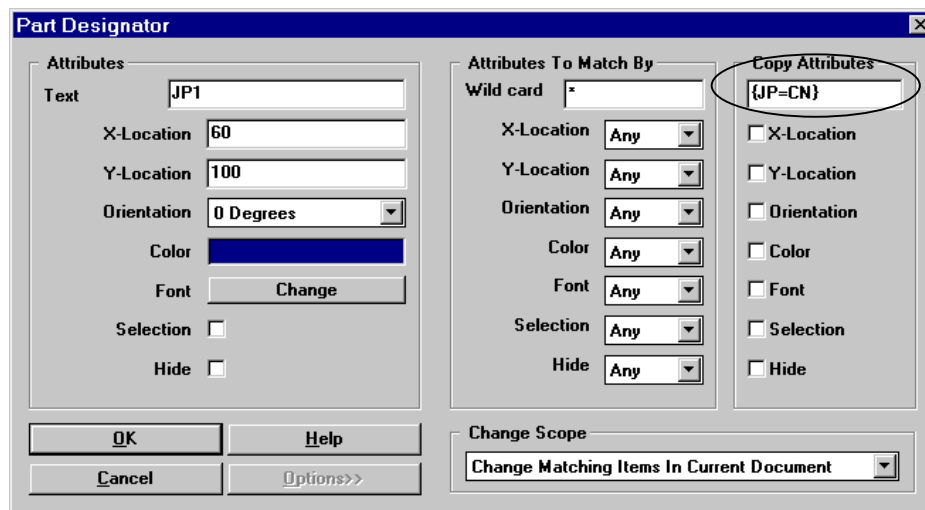 Part Designator
Attributes
Text JP1
X-Location 60
Y-Location 100
Orientation 0 Degrees
Color
Font Change
Selection
Hide
Attributes To Match By
Wild card *
X-Location Any
Y-Location Any
Orientation Any
Color Any
Font Any
Selection Any
Hide Any
Copy Attributes
{JP=CN}
X-Location
Y-Location
Orientation
Color
Font
Selection
Hide
OK Help
Cancel Options>>
Change Scope
Change Matching Items In Current Document